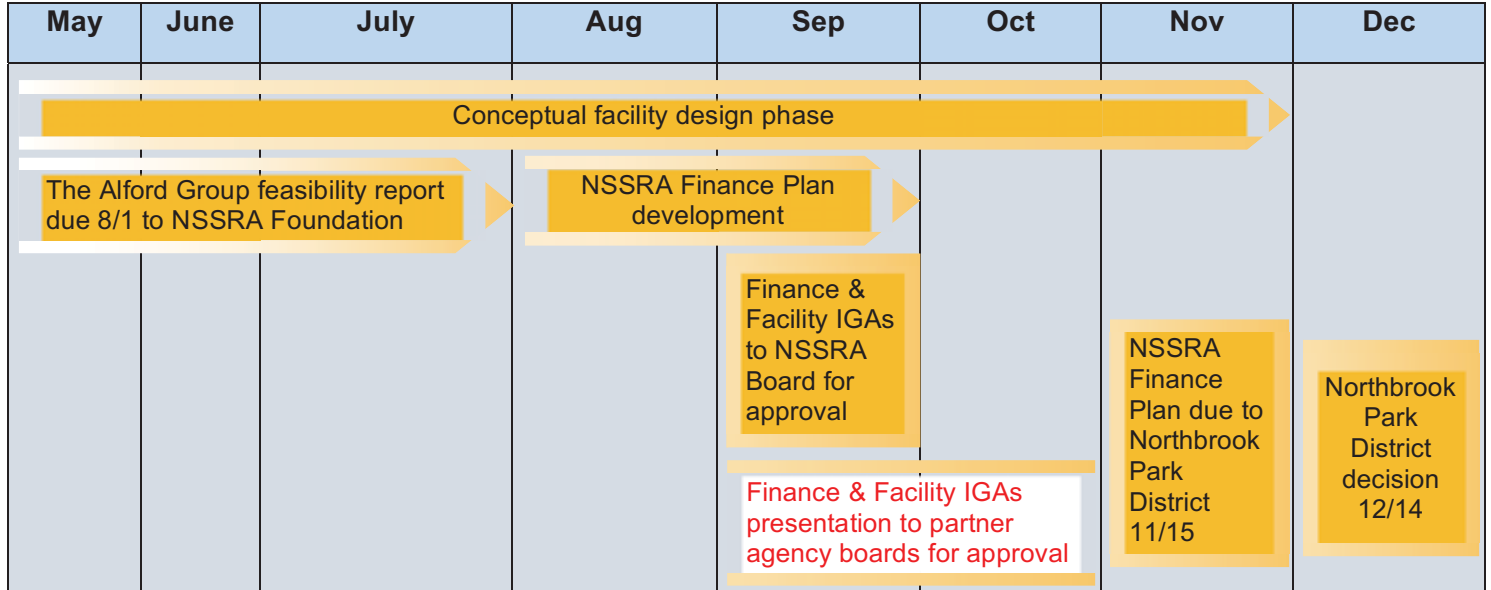 May June July Aug Sep Oct Nov Dec
Conceptual facility design phase
The Alford Group feasibility report
due 8/1 to NSSRA Foundation
NSSRA Finance Plan
development
Finance &
Facility IGAs
to NSSRA
Board for
approval
Finance & Facility IGAs
presentation to partner
agency boards for approval
NSSRA
Finance
Plan due to
Northbrook
Park
District
11/15
Northbrook
Park
District
decision
12/14